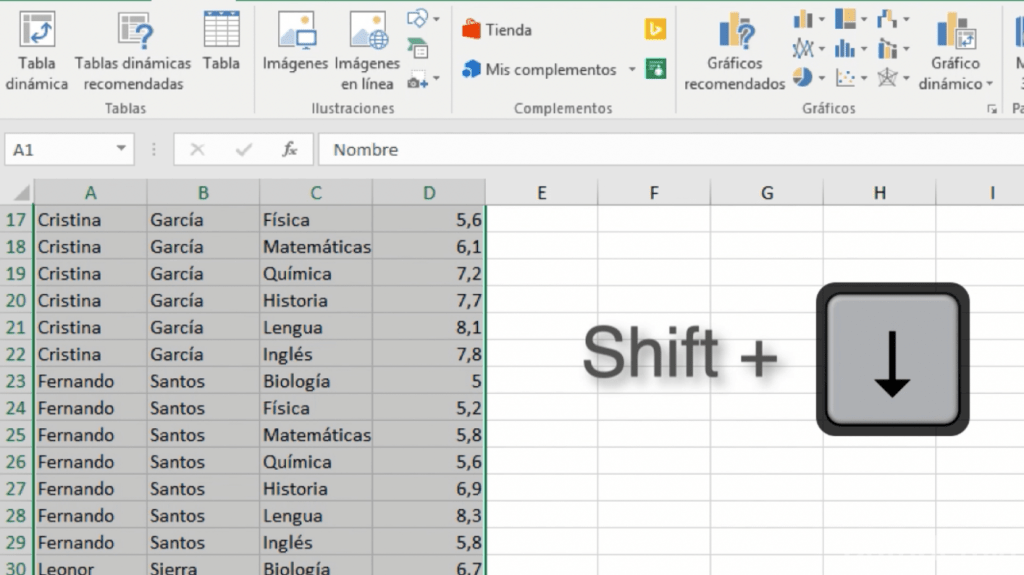 Tabla dinámica
Tablas dinámicas recomendadas
Tabla
Tablas
Imágenes
Imágenes en línea
Ilustraciones
Tienda
Mis complementos
Complementos
Gráficos recomendados
Gráficos
Gráfico dinámico
A1
fx
Nombre
A B C D E F G H I
17 Cristina García Física 5,6
18 Cristina García Matemáticas 6,1
19 Cristina García Química 7,2
20 Cristina García Historia 7,7
21 Cristina García Lengua 8,1
22 Cristina García Inglés 7,8
23 Fernando Santos Biología 5
24 Fernando Santos Física 5,2
25 Fernando Santos Matemáticas 5,8
26 Fernando Santos Química 5,6
27 Fernando Santos Historia 6,9
28 Fernando Santos Lengua 8,3
29 Fernando Santos Inglés 5,8
30 Leonor Sierra Biología 6,7
Shift + ↓